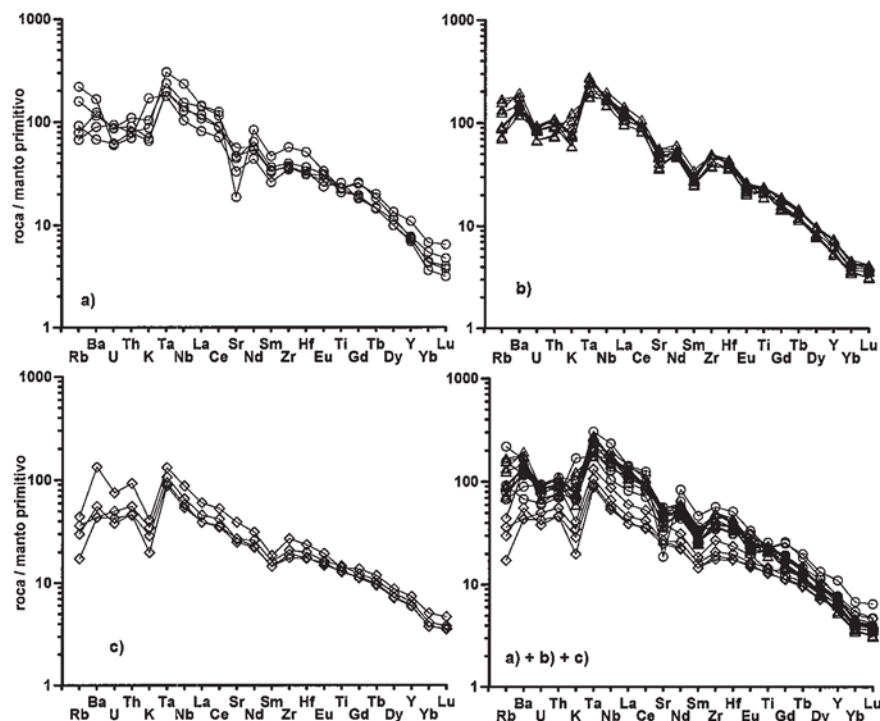 1000
100
10
1
roca / manto primitivo
a)
Rb Ba U Th K Ta Nb La Ce Sr Nd Sm Zr Hf Eu Ti Gd Tb Dy Y Yb Lu
1000
100
10
1
b)
Rb Ba U Th K Ta Nb La Ce Sr Nd Sm Zr Hf Eu Ti Gd Tb Dy Y Yb Lu
1000
100
10
1
roca / manto primitivo
c)
Rb Ba U Th K Ta Nb La Ce Sr Nd Sm Zr Hf Eu Ti Gd Tb Dy Y Yb Lu
1000
100
10
1
a) + b) + c)
Rb Ba U Th K Ta Nb La Ce Sr Nd Sm Zr Hf Eu Ti Gd Tb Dy Y Yb Lu